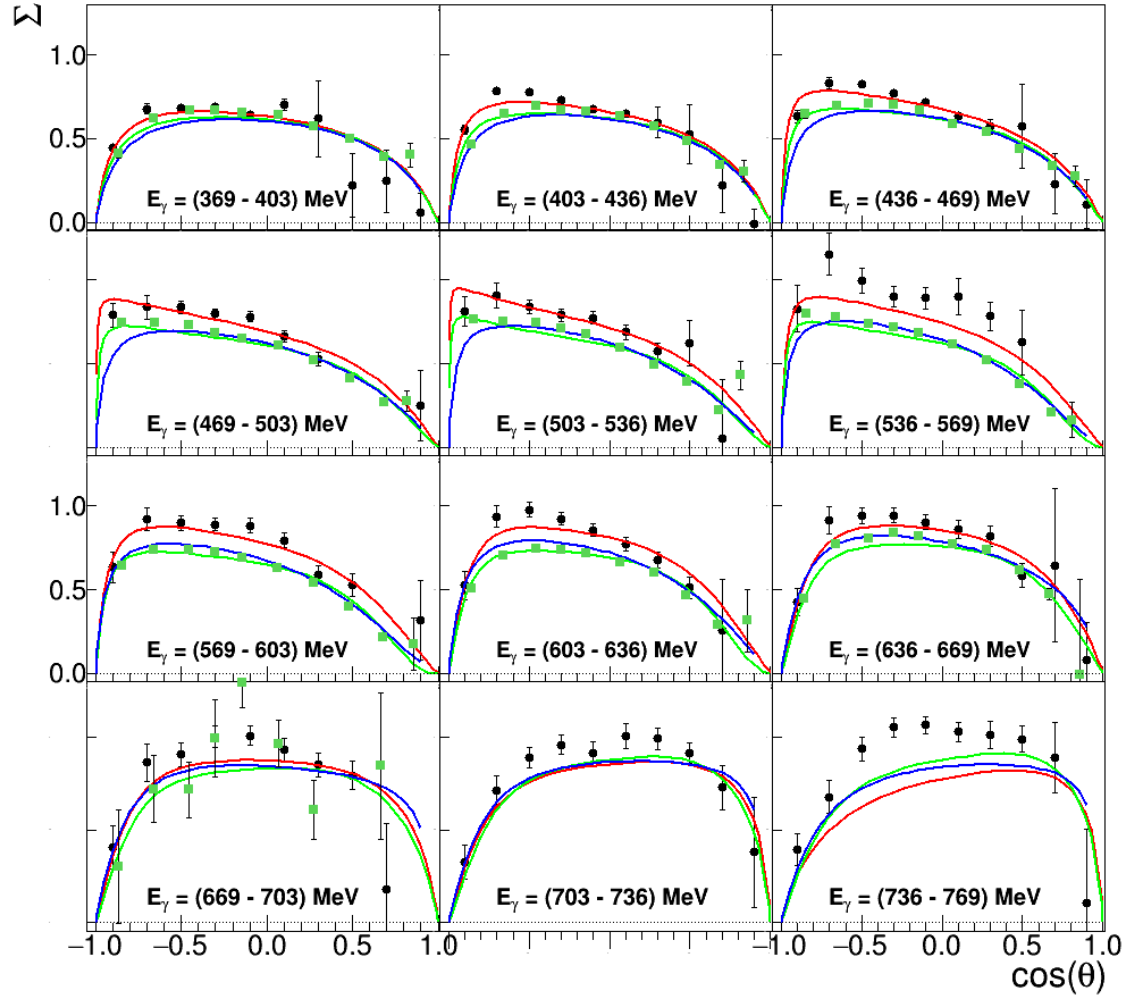 Σ
1.0
0.5
0.0
E_γ = (369 - 403) MeV
E_γ = (403 - 436) MeV
E_γ = (436 - 469) MeV
E_γ = (469 - 503) MeV
E_γ = (503 - 536) MeV
E_γ = (536 - 569) MeV
1.0
0.5
0.0
E_γ = (569 - 603) MeV
E_γ = (603 - 636) MeV
E_γ = (636 - 669) MeV
E_γ = (669 - 703) MeV
E_γ = (703 - 736) MeV
E_γ = (736 - 769) MeV
−1.0 −0.5 0.0 0.5 1.0 −1.0 −0.5 0.0 0.5 1.0
cos(θ)